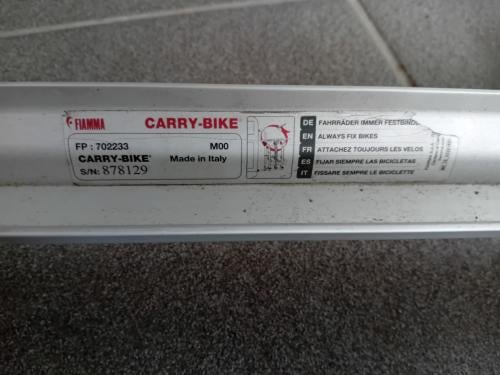 FIAMMA CARRY-BIKE®
FP : 702233 M00
CARRY-BIKE® Made in Italy
S/N: 878129
DE FAHRRÄDER IMMER FESTBINDE
EN ALWAYS FIX BIKES
FR ATTACHEZ TOUJOURS LES VELOS
ES FIJAR SIEMPRE LAS BICICLETAS
IT FISSARE SEMPRE LE BICICLETTE